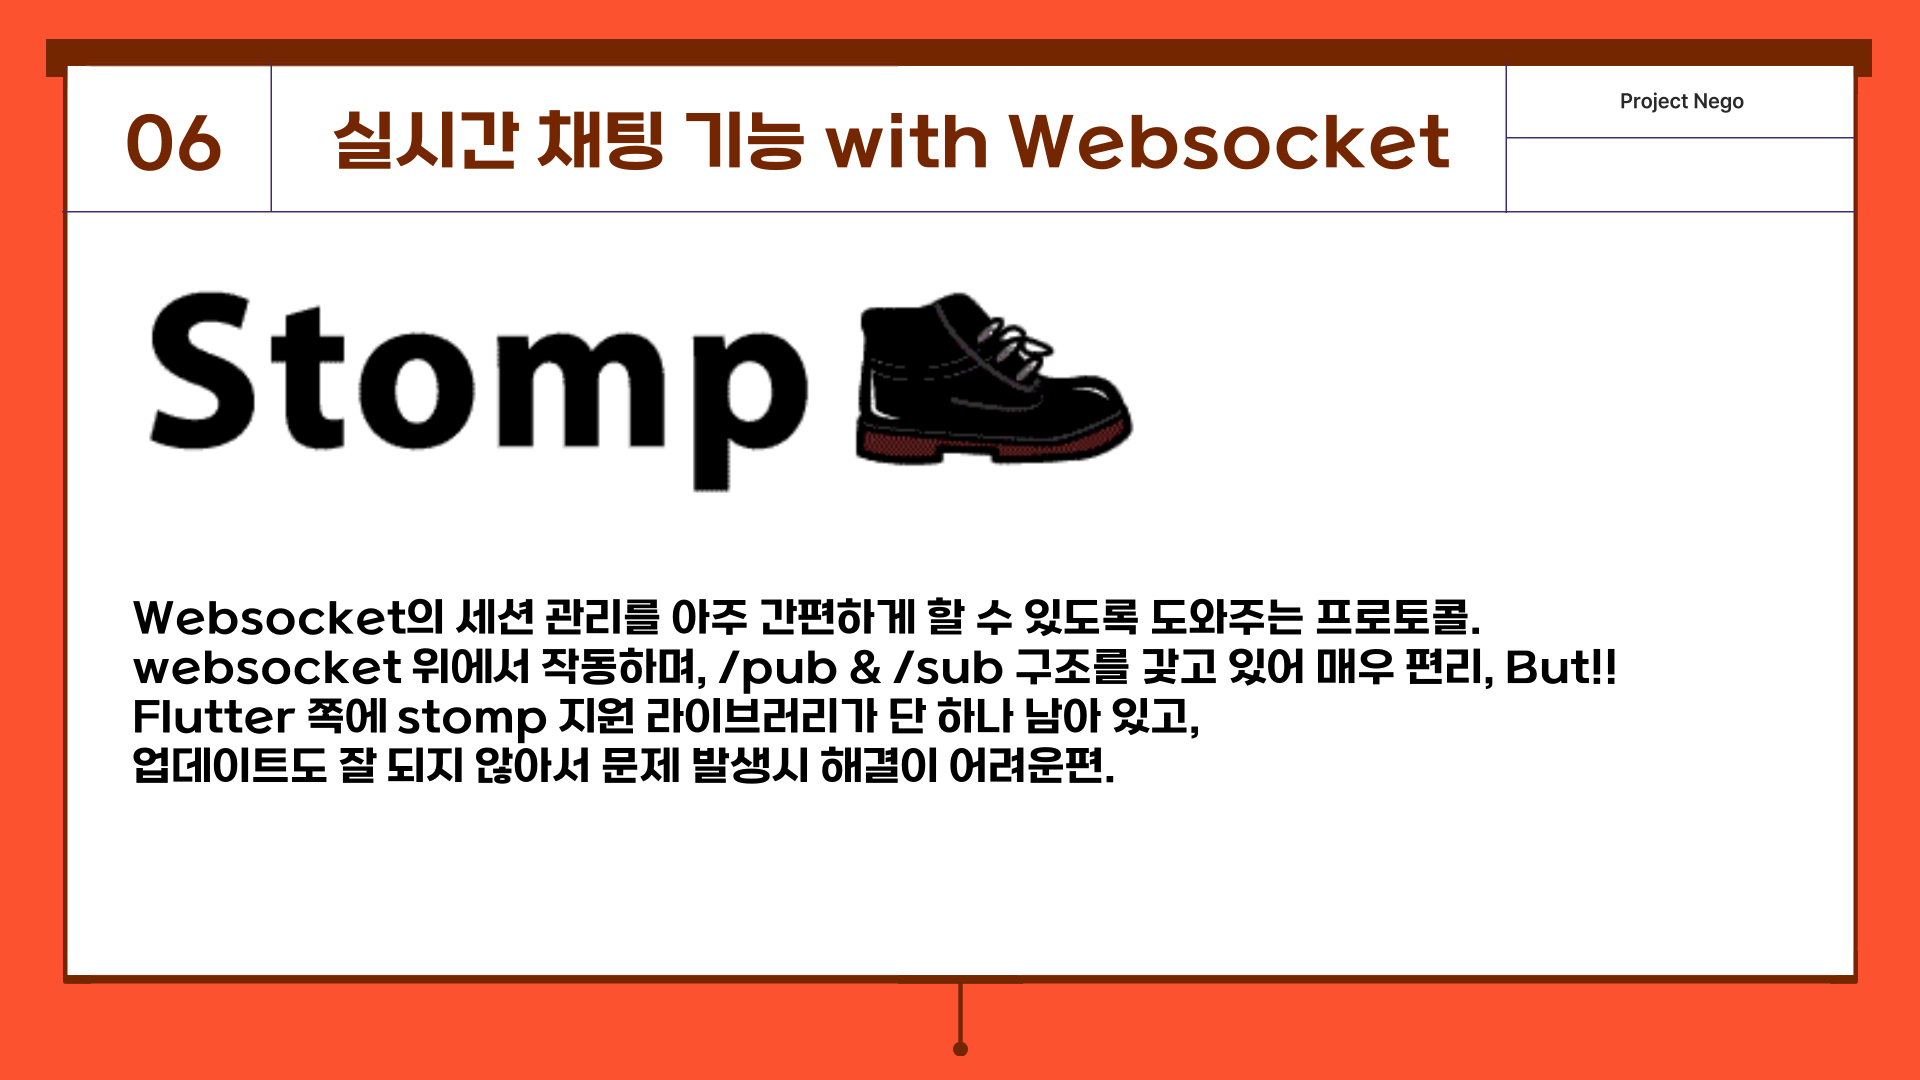 06
실시간 채팅 기능 with Websocket
Project Nego
Stomp
Websocket의 세션 관리를 아주 간편하게 할 수 있도록 도와주는 프로토콜.
websocket 위에서 작동하며, /pub & /sub 구조를 갖고 있어 매우 편리, But!!
Flutter 쪽에 stomp 지원 라이브러리가 단 하나 남아 있고,
업데이트도 잘 되지 않아서 문제 발생시 해결이 어려운편.